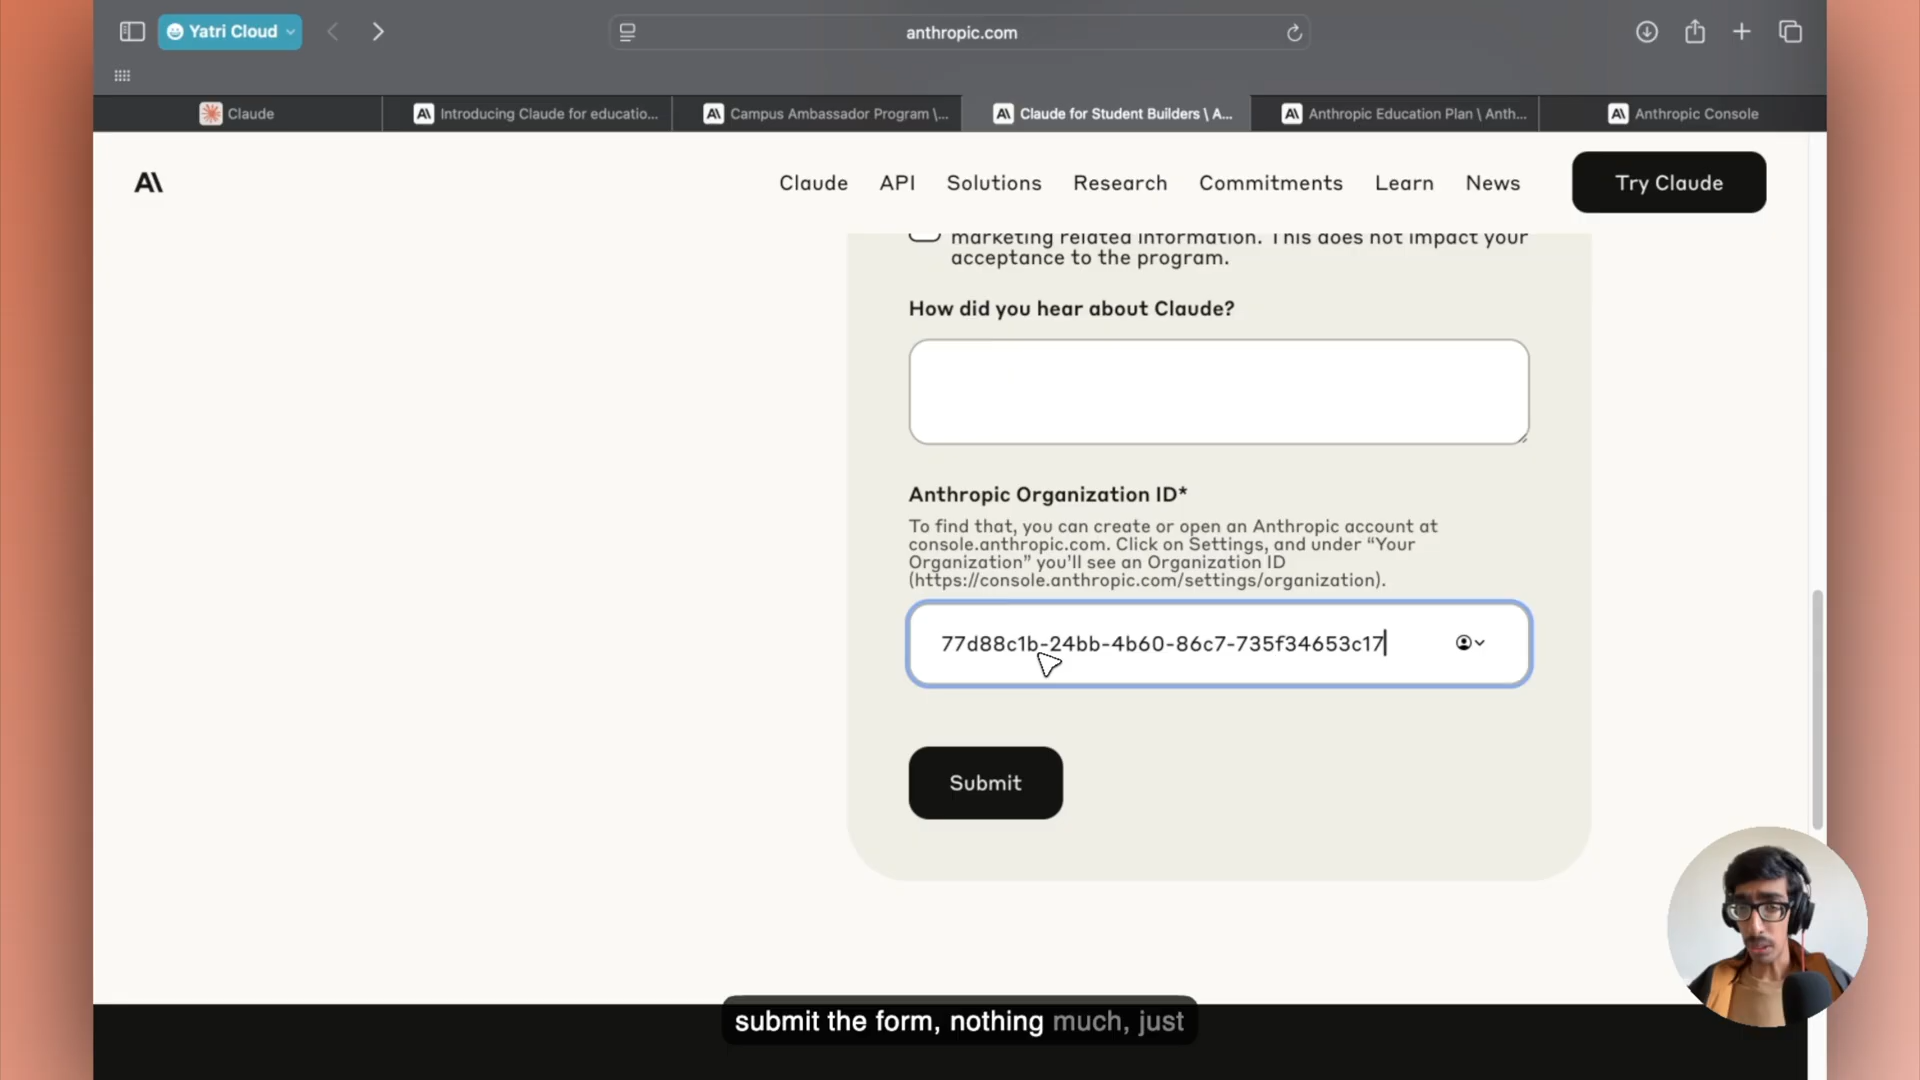 Yatri Cloud
anthropic.com
Claude
Introducing Claude for educatio...
Campus Ambassador Program \...
Claude for Student Builders \ A...
Anthropic Education Plan \ Anth...
Anthropic Console
A\
Claude
API
Solutions
Research
Commitments
Learn
News
Try Claude
marketing related information. This does not impact your
acceptance to the program.
How did you hear about Claude?
Anthropic Organization ID*
To find that, you can create or open an Anthropic account at
console.anthropic.com. Click on Settings, and under “Your
Organization” you'll see an Organization ID
(https://console.anthropic.com/settings/organization).
77d88c1b-24bb-4b60-86c7-735f34653c17
Submit
submit the form, nothing much, just